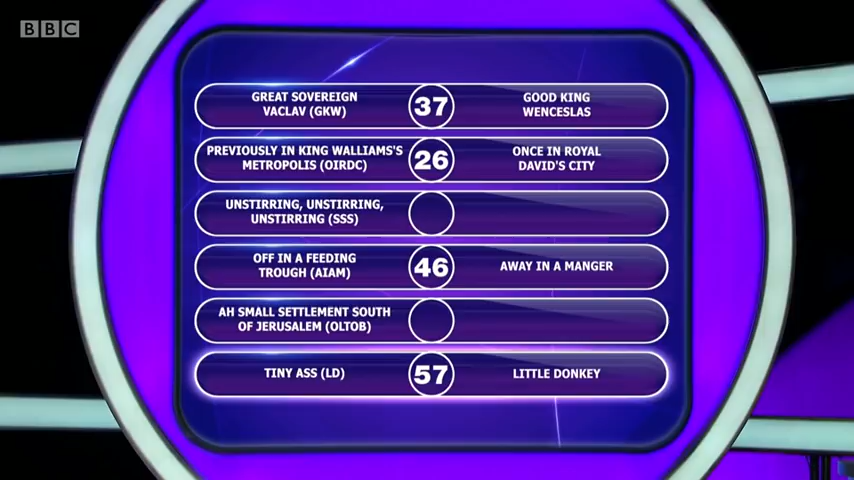 BBC
GREAT SOVEREIGN
VACLAV (GKW)
37
GOOD KING
WENCESLAS
PREVIOUSLY IN KING WALLIAMS'S
METROPOLIS (OIRDC)
26
ONCE IN ROYAL
DAVID'S CITY
UNSTIRRING, UNSTIRRING,
UNSTIRRING (SSS)
OFF IN A FEEDING
TROUGH (AIAM)
46
AWAY IN A MANGER
AH SMALL SETTLEMENT SOUTH
OF JERUSALEM (OLTOB)
TINY ASS (LD)
57
LITTLE DONKEY